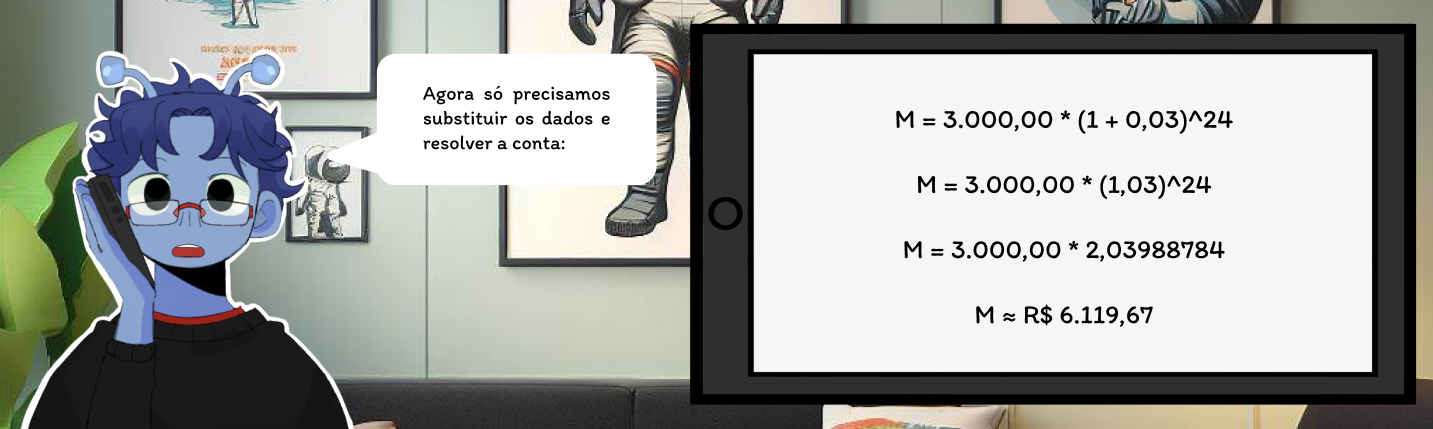 Agora só precisamos
substituir os dados e
resolver a conta:
M = 3.000,00 * (1 + 0,03)^24
M = 3.000,00 * (1,03)^24
M = 3.000,00 * 2,03988784
M ≈ R$ 6.119,67